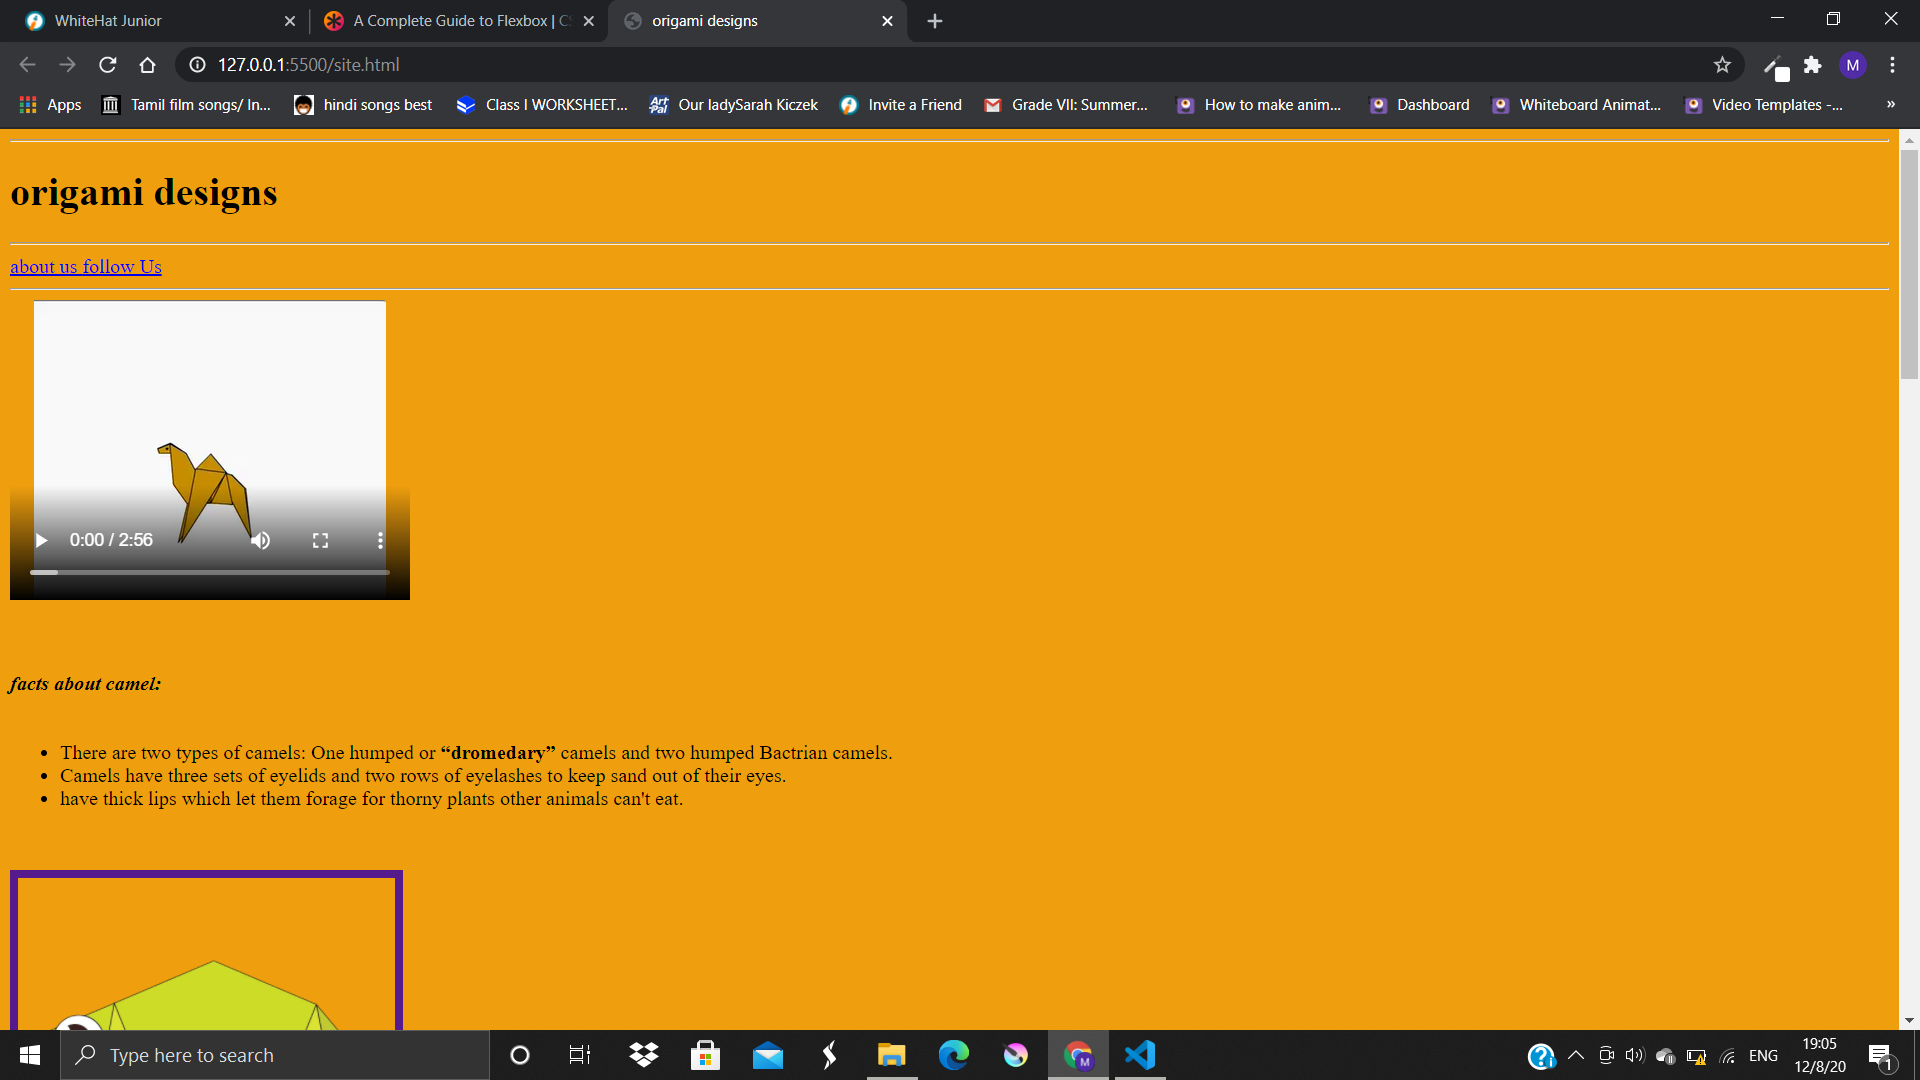 WhiteHat Junior
A Complete Guide to Flexbox | CS
origami designs
127.0.0.1:5500/site.html
M
Apps
Tamil film songs/ In...
hindi songs best
Class I WORKSHEET...
Art Pal
Our ladySarah Kiczek
Invite a Friend
Grade VII: Summer...
How to make anim...
Dashboard
Whiteboard Animat...
Video Templates -...
»
origami designs
about us follow Us
0:00 / 2:56
facts about camel:
• There are two types of camels: One humped or “dromedary” camels and two humped Bactrian camels.
• Camels have three sets of eyelids and two rows of eyelashes to keep sand out of their eyes.
• have thick lips which let them forage for thorny plants other animals can't eat.
Type here to search
M
ENG
19:05
12/8/20
1